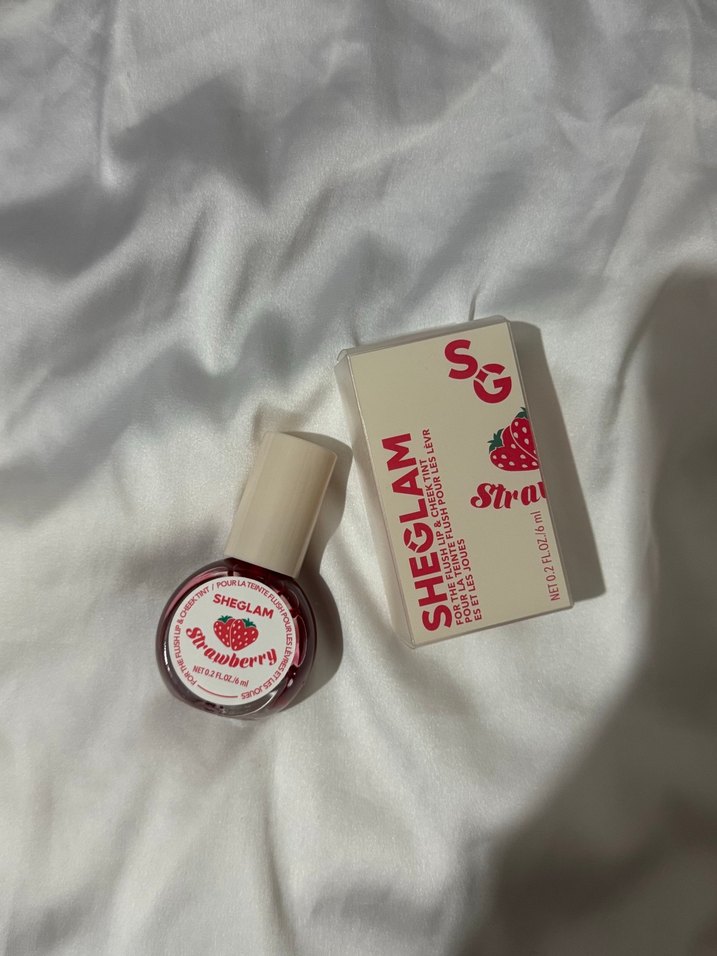 SHEGLAM
Strawberry
NET 0.2 FL.OZ./6 ml
FOR THE FLUSH LIP & CHEEK TINT / POUR LA TEINTE FLUSH POUR LES LÈVRES ET LES JOUES
SG
SHEGLAM
FOR THE FLUSH LIP & CHEEK TINT
POUR LA TEINTE FLUSH POUR LES LÈVR
ES ET LES JOUES
Straw
NET 0.2 FL.OZ./6 ml